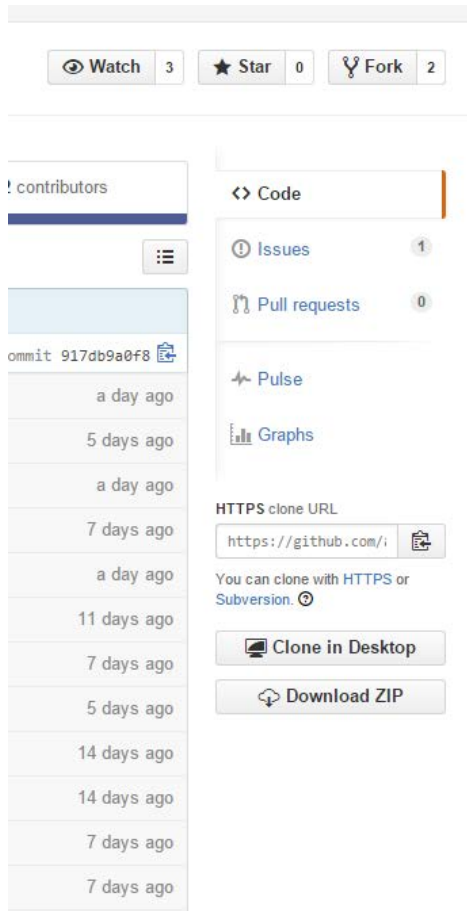 Watch 3 Star 0 Fork 2
contributors
Code
Issues 1
Pull requests 0
917db9a0f8
a day ago
5 days ago
a day ago
7 days ago
a day ago
11 days ago
7 days ago
5 days ago
14 days ago
14 days ago
7 days ago
7 days ago
Pulse
Graphs
HTTPS clone URL
https://github.com/
You can clone with HTTPS or
Subversion.
Clone in Desktop
Download ZIP